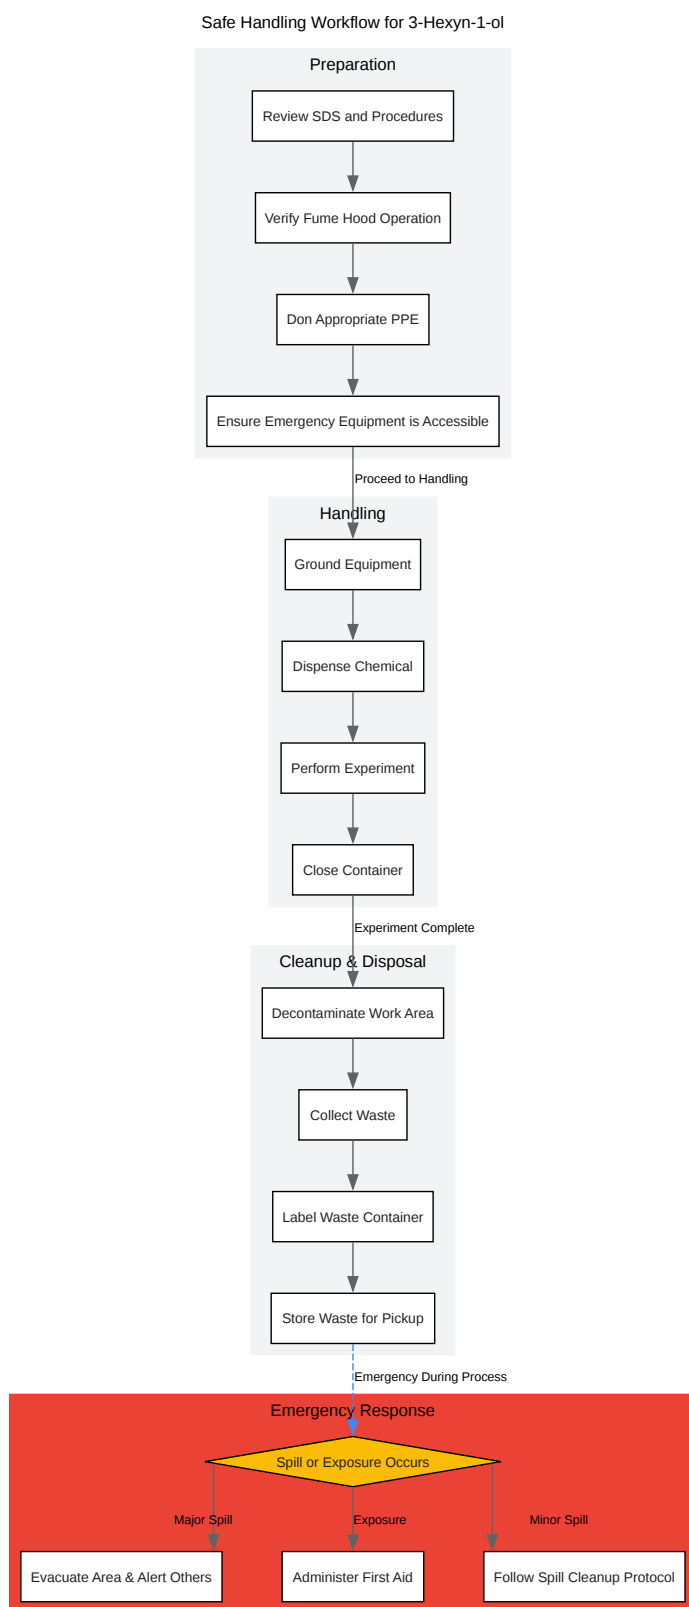 Safe Handling Workflow for 3-Hexyn-1-ol
Preparation
Review SDS and Procedures
Verify Fume Hood Operation
Don Appropriate PPE
Ensure Emergency Equipment is Accessible
Proceed to Handling
Handling
Ground Equipment
Dispense Chemical
Perform Experiment
Close Container
Experiment Complete
Cleanup & Disposal
Decontaminate Work Area
Collect Waste
Label Waste Container
Store Waste for Pickup
Emergency During Process
Emergency Response
Spill or Exposure Occurs
Major Spill
Exposure
Minor Spill
Evacuate Area & Alert Others
Administer First Aid
Follow Spill Cleanup Protocol